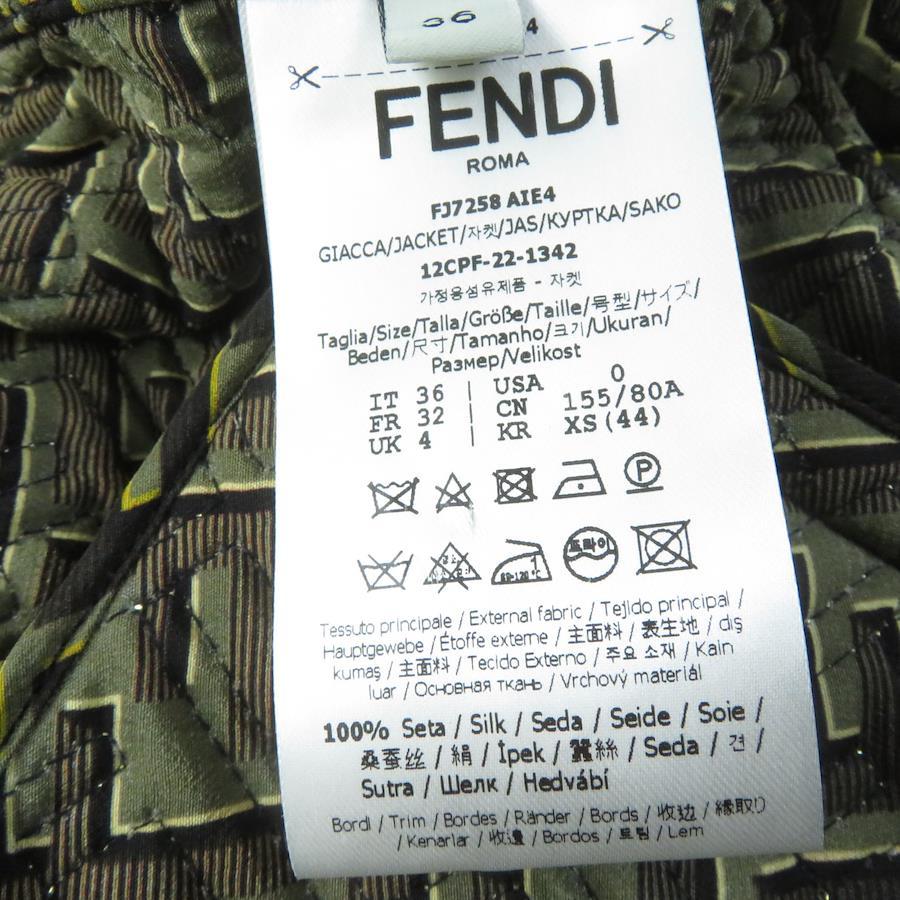 36
4
FENDI
ROMA
FJ7258 AIE4
GIACCA/JACKET/자켓/JAS/КУРТКА/SAKO
12CPF-22-1342
가정용섬유제품 - 자켓
Taglia/Size/Talla/Größe/Taille/号型/サイズ/
Beden/尺寸/Tamanho/크기/Ukuran/
Размер/Velikost
IT 36 | USA 0
FR 32 | CN 155/80A
UK 4 | KR XS(44)
P
드라이
Tessuto principale / External fabric / Tejido principal /
Hauptgewebe / Étoffe externe / 主面料 / 表生地 / dış
kumaş / 主面料 / Tecido Externo / 주요 소재 / Kain
luar / Основная ткань / Vrchový materiál
100% Seta / Silk / Seda / Seide / Soie /
桑蚕丝 / 絹 / İpek / 蠶絲 / Seda / 견 /
Sutra / Шелк / Hedvábí
Bordi / Trim / Bordes / Ränder / Bords / 收边 / 縁取り
/ Kenarlar / 收邊 / Bordos / 트림 / Lem